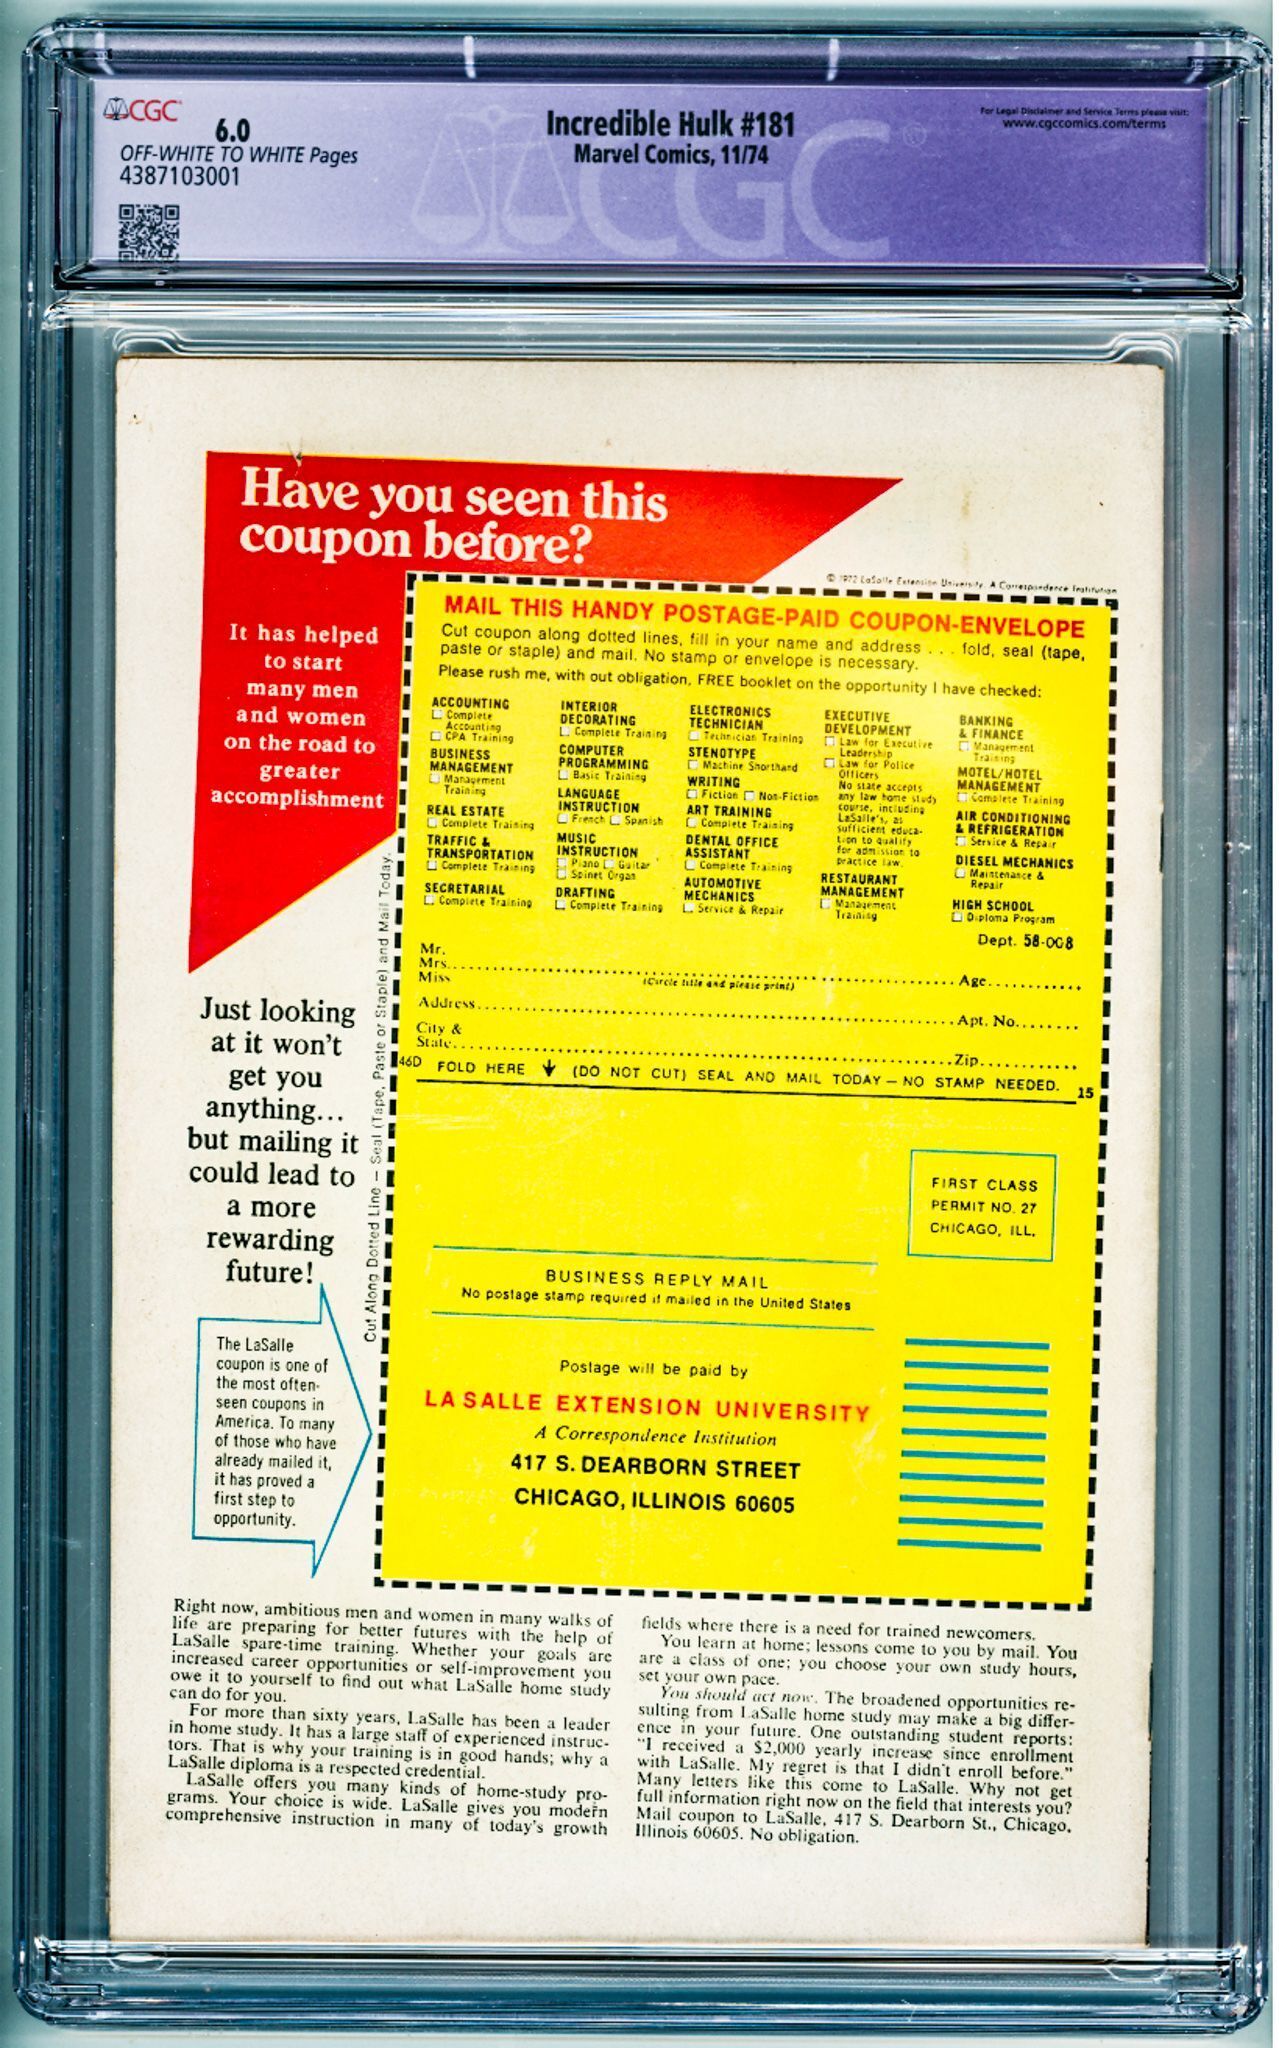 CGC
6.0
OFF-WHITE TO WHITE Pages
4387103001
Incredible Hulk #181
Marvel Comics, 11/74
For Legal Disclaimer and Service Terms please visit:
www.cgccomics.com/terms
CGC
Have you seen this
coupon before?
It has helped
to start
many men
and women
on the road to
greater
accomplishment
© 1972 LaSalle Extension University. A Correspondence Institution
MAIL THIS HANDY POSTAGE-PAID COUPON-ENVELOPE
Cut coupon along dotted lines, fill in your name and address . . . fold, seal (tape,
paste or staple) and mail. No stamp or envelope is necessary.
Please rush me, with out obligation, FREE booklet on the opportunity I have checked:
ACCOUNTING
Complete
Accounting
CPA Training
BUSINESS
MANAGEMENT
Management
Training
REAL ESTATE
Complete Training
TRAFFIC &
TRANSPORTATION
Complete Training
SECRETARIAL
Complete Training
INTERIOR
DECORATING
Complete Training
COMPUTER
PROGRAMMING
Basic Training
LANGUAGE
INSTRUCTION
French Spanish
MUSIC
INSTRUCTION
Piano Guitar
Spinet Organ
DRAFTING
Complete Training
ELECTRONICS
TECHNICIAN
Technician Training
STENOTYPE
Machine Shorthand
WRITING
Fiction Non-Fiction
ART TRAINING
Complete Training
DENTAL OFFICE
ASSISTANT
Complete Training
AUTOMOTIVE
MECHANICS
Service & Repair
EXECUTIVE
DEVELOPMENT
Law for Executive
Leadership
Law for Police
Officers
No state accepts
any law home study
course, including
LaSalle's, as
sufficient educa-
tion to qualify
for admission to
practice law.
RESTAURANT
MANAGEMENT
Management
Training
BANKING
& FINANCE
Management
Training
MOTEL/HOTEL
MANAGEMENT
Complete Training
AIR CONDITIONING
& REFRIGERATION
Service & Repair
DIESEL MECHANICS
Maintenance &
Repair
HIGH SCHOOL
Diploma Program
Dept. 58-008
Mr.
Mrs. Age
Miss (Circle title and please print)
Address Apt. No.
City &
State Zip
46D FOLD HERE ↓ (DO NOT CUT) SEAL AND MAIL TODAY — NO STAMP NEEDED. 15
Cut Along Dotted Line — Seal (Tape, Paste or Staple) and Mail Today.
Just looking
at it won't
get you
anything...
but mailing it
could lead to
a more
rewarding
future!
FIRST CLASS
PERMIT NO. 27
CHICAGO, ILL.
BUSINESS REPLY MAIL
No postage stamp required if mailed in the United States
Postage will be paid by
LA SALLE EXTENSION UNIVERSITY
A Correspondence Institution
417 S. DEARBORN STREET
CHICAGO, ILLINOIS 60605
The LaSalle
coupon is one of
the most often-
seen coupons in
America. To many
of those who have
already mailed it,
it has proved a
first step to
opportunity.
Right now, ambitious men and women in many walks of
life are preparing for better futures with the help of
LaSalle spare-time training. Whether your goals are
increased career opportunities or self-improvement you
owe it to yourself to find out what LaSalle home study
can do for you.
For more than sixty years, LaSalle has been a leader
in home study. It has a large staff of experienced instruc-
tors. That is why your training is in good hands; why a
LaSalle diploma is a respected credential.
LaSalle offers you many kinds of home-study pro-
grams. Your choice is wide. LaSalle gives you modern
comprehensive instruction in many of today's growth
fields where there is a need for trained newcomers.
You learn at home; lessons come to you by mail. You
are a class of one; you choose your own study hours,
set your own pace.
You should act now. The broadened opportunities re-
sulting from LaSalle home study may make a big differ-
ence in your future. One outstanding student reports:
"I received a $2,000 yearly increase since enrollment
with LaSalle. My regret is that I didn't enroll before."
Many letters like this come to LaSalle. Why not get
full information right now on the field that interests you?
Mail coupon to LaSalle, 417 S. Dearborn St., Chicago,
Illinois 60605. No obligation.